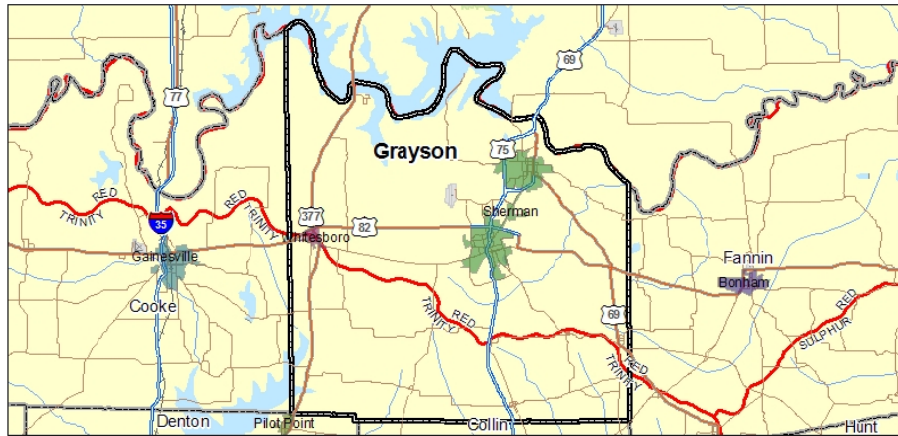 69
77
Grayson
75
RED
TRINITY
RED
TRINITY
377
Sherman
35
82
Whitesboro
Gainesville
Fannin
Bonham
Cooke
RED
TRINITY
69
RED
TRINITY
RED
SULPHUR
Denton
Pilot Point
Collin
Hunt